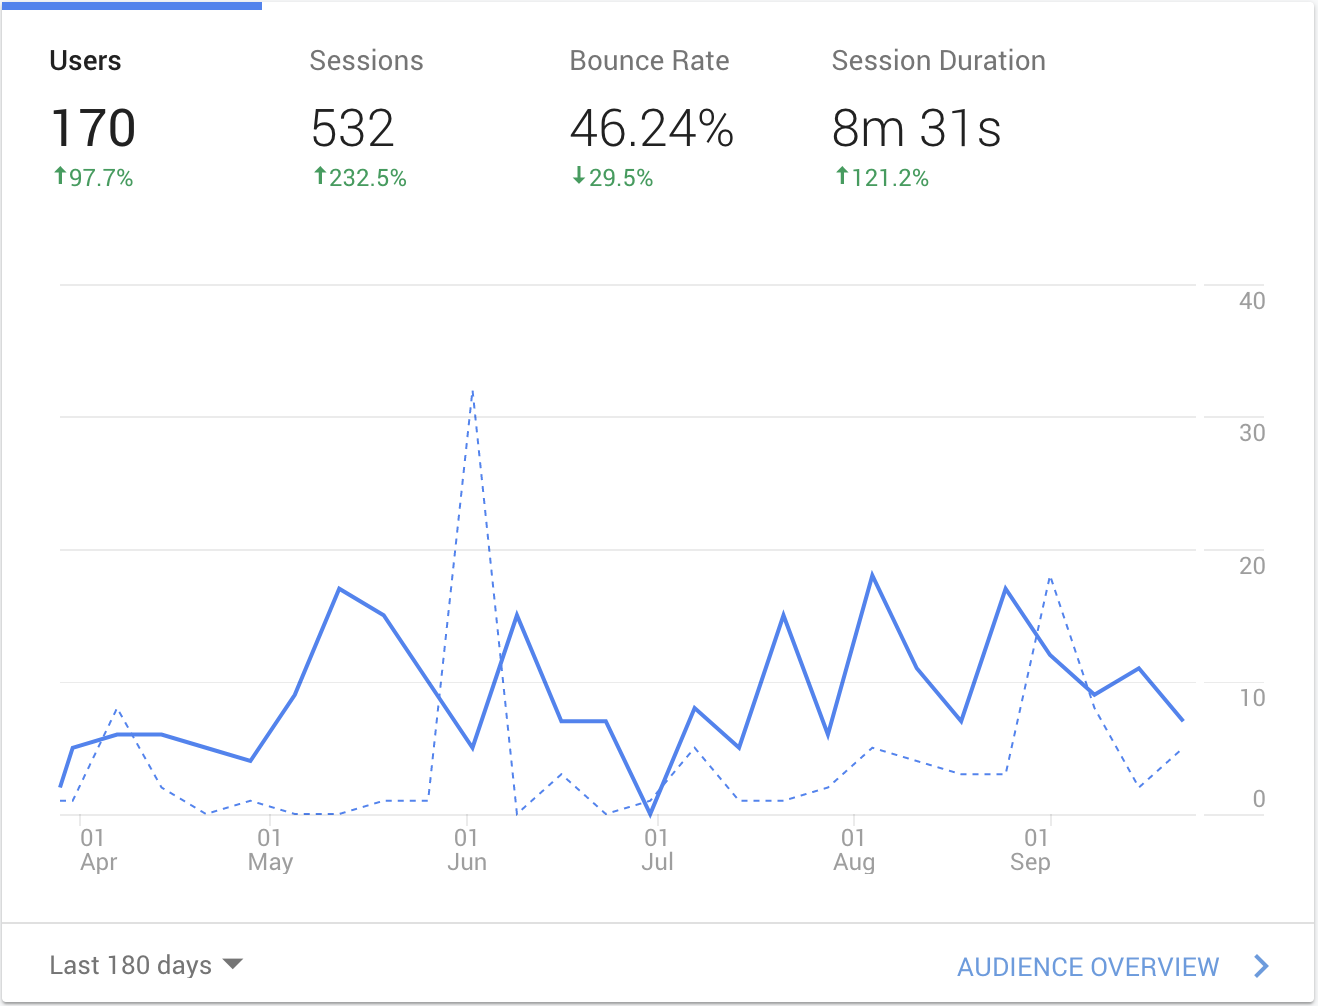 Users Sessions Bounce Rate Session Duration
170 532 46.24% 8m 31s
↑97.7% ↑232.5% ↓29.5% ↑121.2%
40
30
20
10
0
01 01 01 01 01 01
Apr May Jun Jul Aug Sep
Last 180 days AUDIENCE OVERVIEW